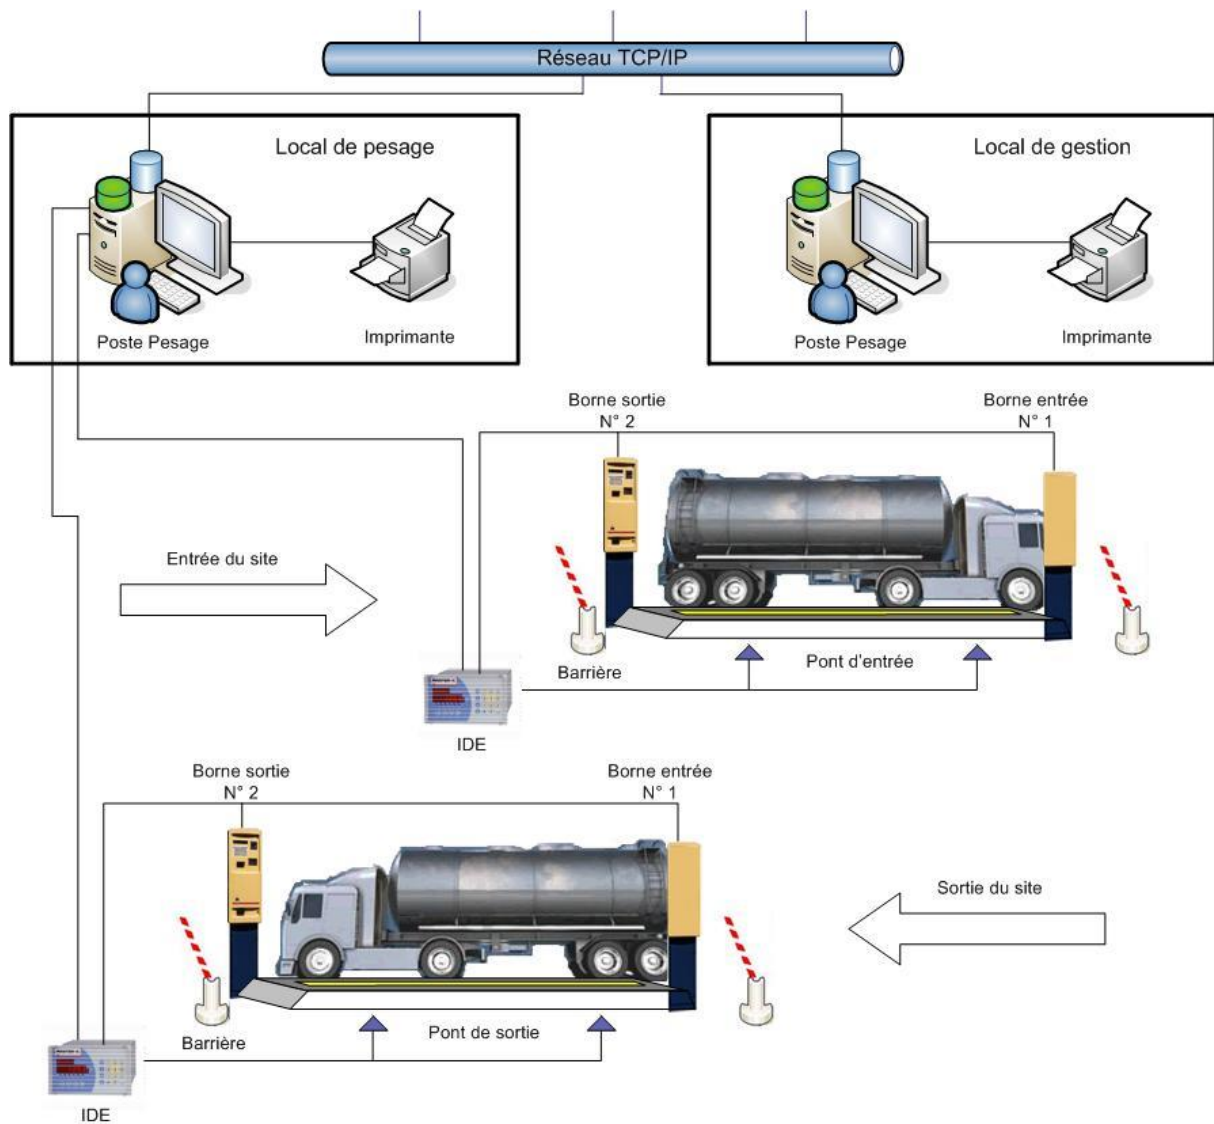 Réseau TCP/IP
Local de pesage
Local de gestion
Poste Pesage
Imprimante
Poste Pesage
Imprimante
Borne sortie
N° 2
Borne entrée
N° 1
Entrée du site
Barrière
Pont d'entrée
IDE
Borne sortie
N° 2
Borne entrée
N° 1
Sortie du site
Barrière
Pont de sortie
IDE